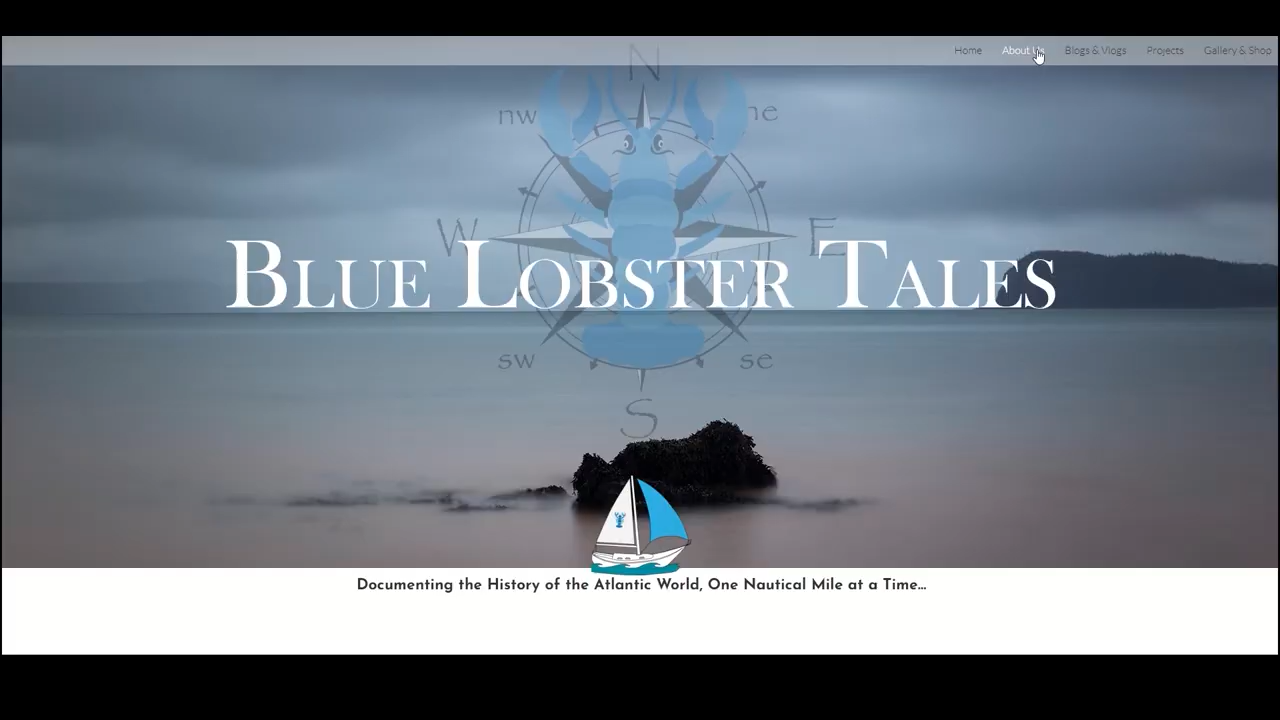 Home About Us Blogs & Vlogs Projects Gallery & Shop
N
nw ne
W E
BLUE LOBSTER TALES
sw se
S
Documenting the History of the Atlantic World, One Nautical Mile at a Time...